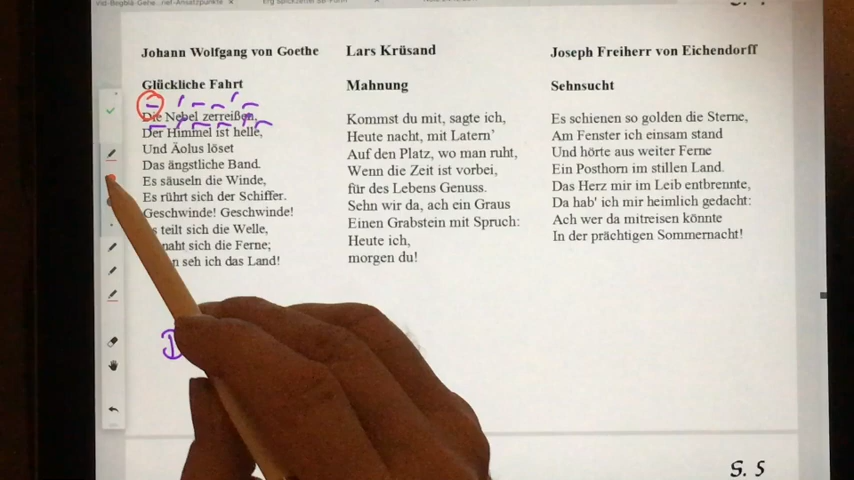 Johann Wolfgang von Goethe
Glückliche Fahrt
Die Nebel zerreißen,
Der Himmel ist helle,
Und Äolus löset
Das ängstliche Band.
Es säuseln die Winde,
Es rührt sich der Schiffer.
Geschwinde! Geschwinde!
teilt sich die Welle,
naht sich die Ferne;
seh ich das Land!
Lars Krüsand
Mahnung
Kommst du mit, sagte ich,
Heute nacht, mit Latern’
Auf den Platz, wo man ruht,
Wenn die Zeit ist vorbei,
für des Lebens Genuss.
Sehn wir da, ach ein Graus
Einen Grabstein mit Spruch:
Heute ich,
morgen du!
Joseph Freiherr von Eichendorff
Sehnsucht
Es schienen so golden die Sterne,
Am Fenster ich einsam stand
Und hörte aus weiter Ferne
Ein Posthorn im stillen Land.
Das Herz mir im Leib entbrennte,
Da hab' ich mir heimlich gedacht:
Ach wer da mitreisen könnte
In der prächtigen Sommernacht!
S. 5